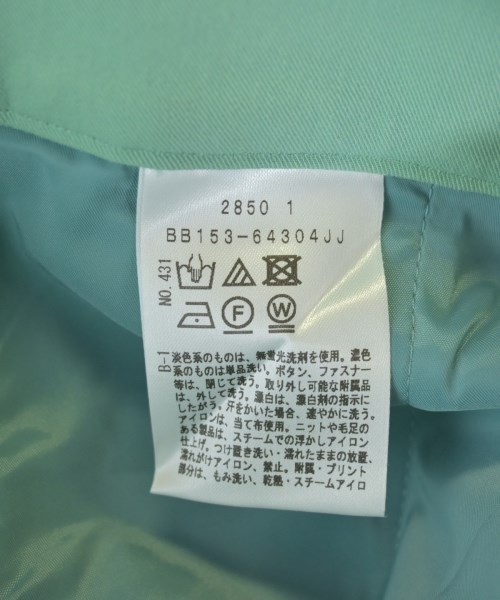 2850 1
BB153-64304JJ
NO. 431
F W
B-1
淡色系のものは、無蛍光洗剤を使用。濃色
系のものは単品洗い。ボタン、ファスナー
等は、閉じて洗う。取り外し可能な附属品
は、外して洗う。漂白は、漂白剤の指示に
したがう。汗をかいた場合、速やかに洗う。
アイロンは、当て布使用。ニットや毛足の
ある製品は、スチームでの浮かしアイロン
仕上げ。つけ置き洗い・濡れたままの放置、
濡れがけアイロン、禁止。附属・プリント
部分は、もみ洗い、乾熱・スチームアイロ